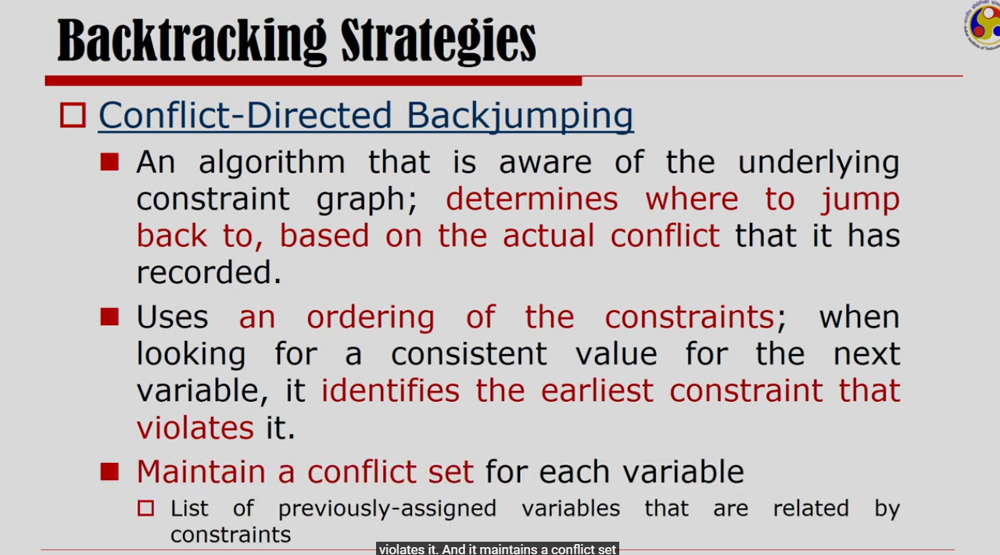 Backtracking Strategies
Conflict-Directed Backjumping
An algorithm that is aware of the underlying
constraint graph; determines where to jump
back to, based on the actual conflict that it has
recorded.
Uses an ordering of the constraints; when
looking for a consistent value for the next
variable, it identifies the earliest constraint that
violates it.
Maintain a conflict set for each variable
List of previously-assigned variables that are related by
constraints
violates it. And it maintains a conflict set